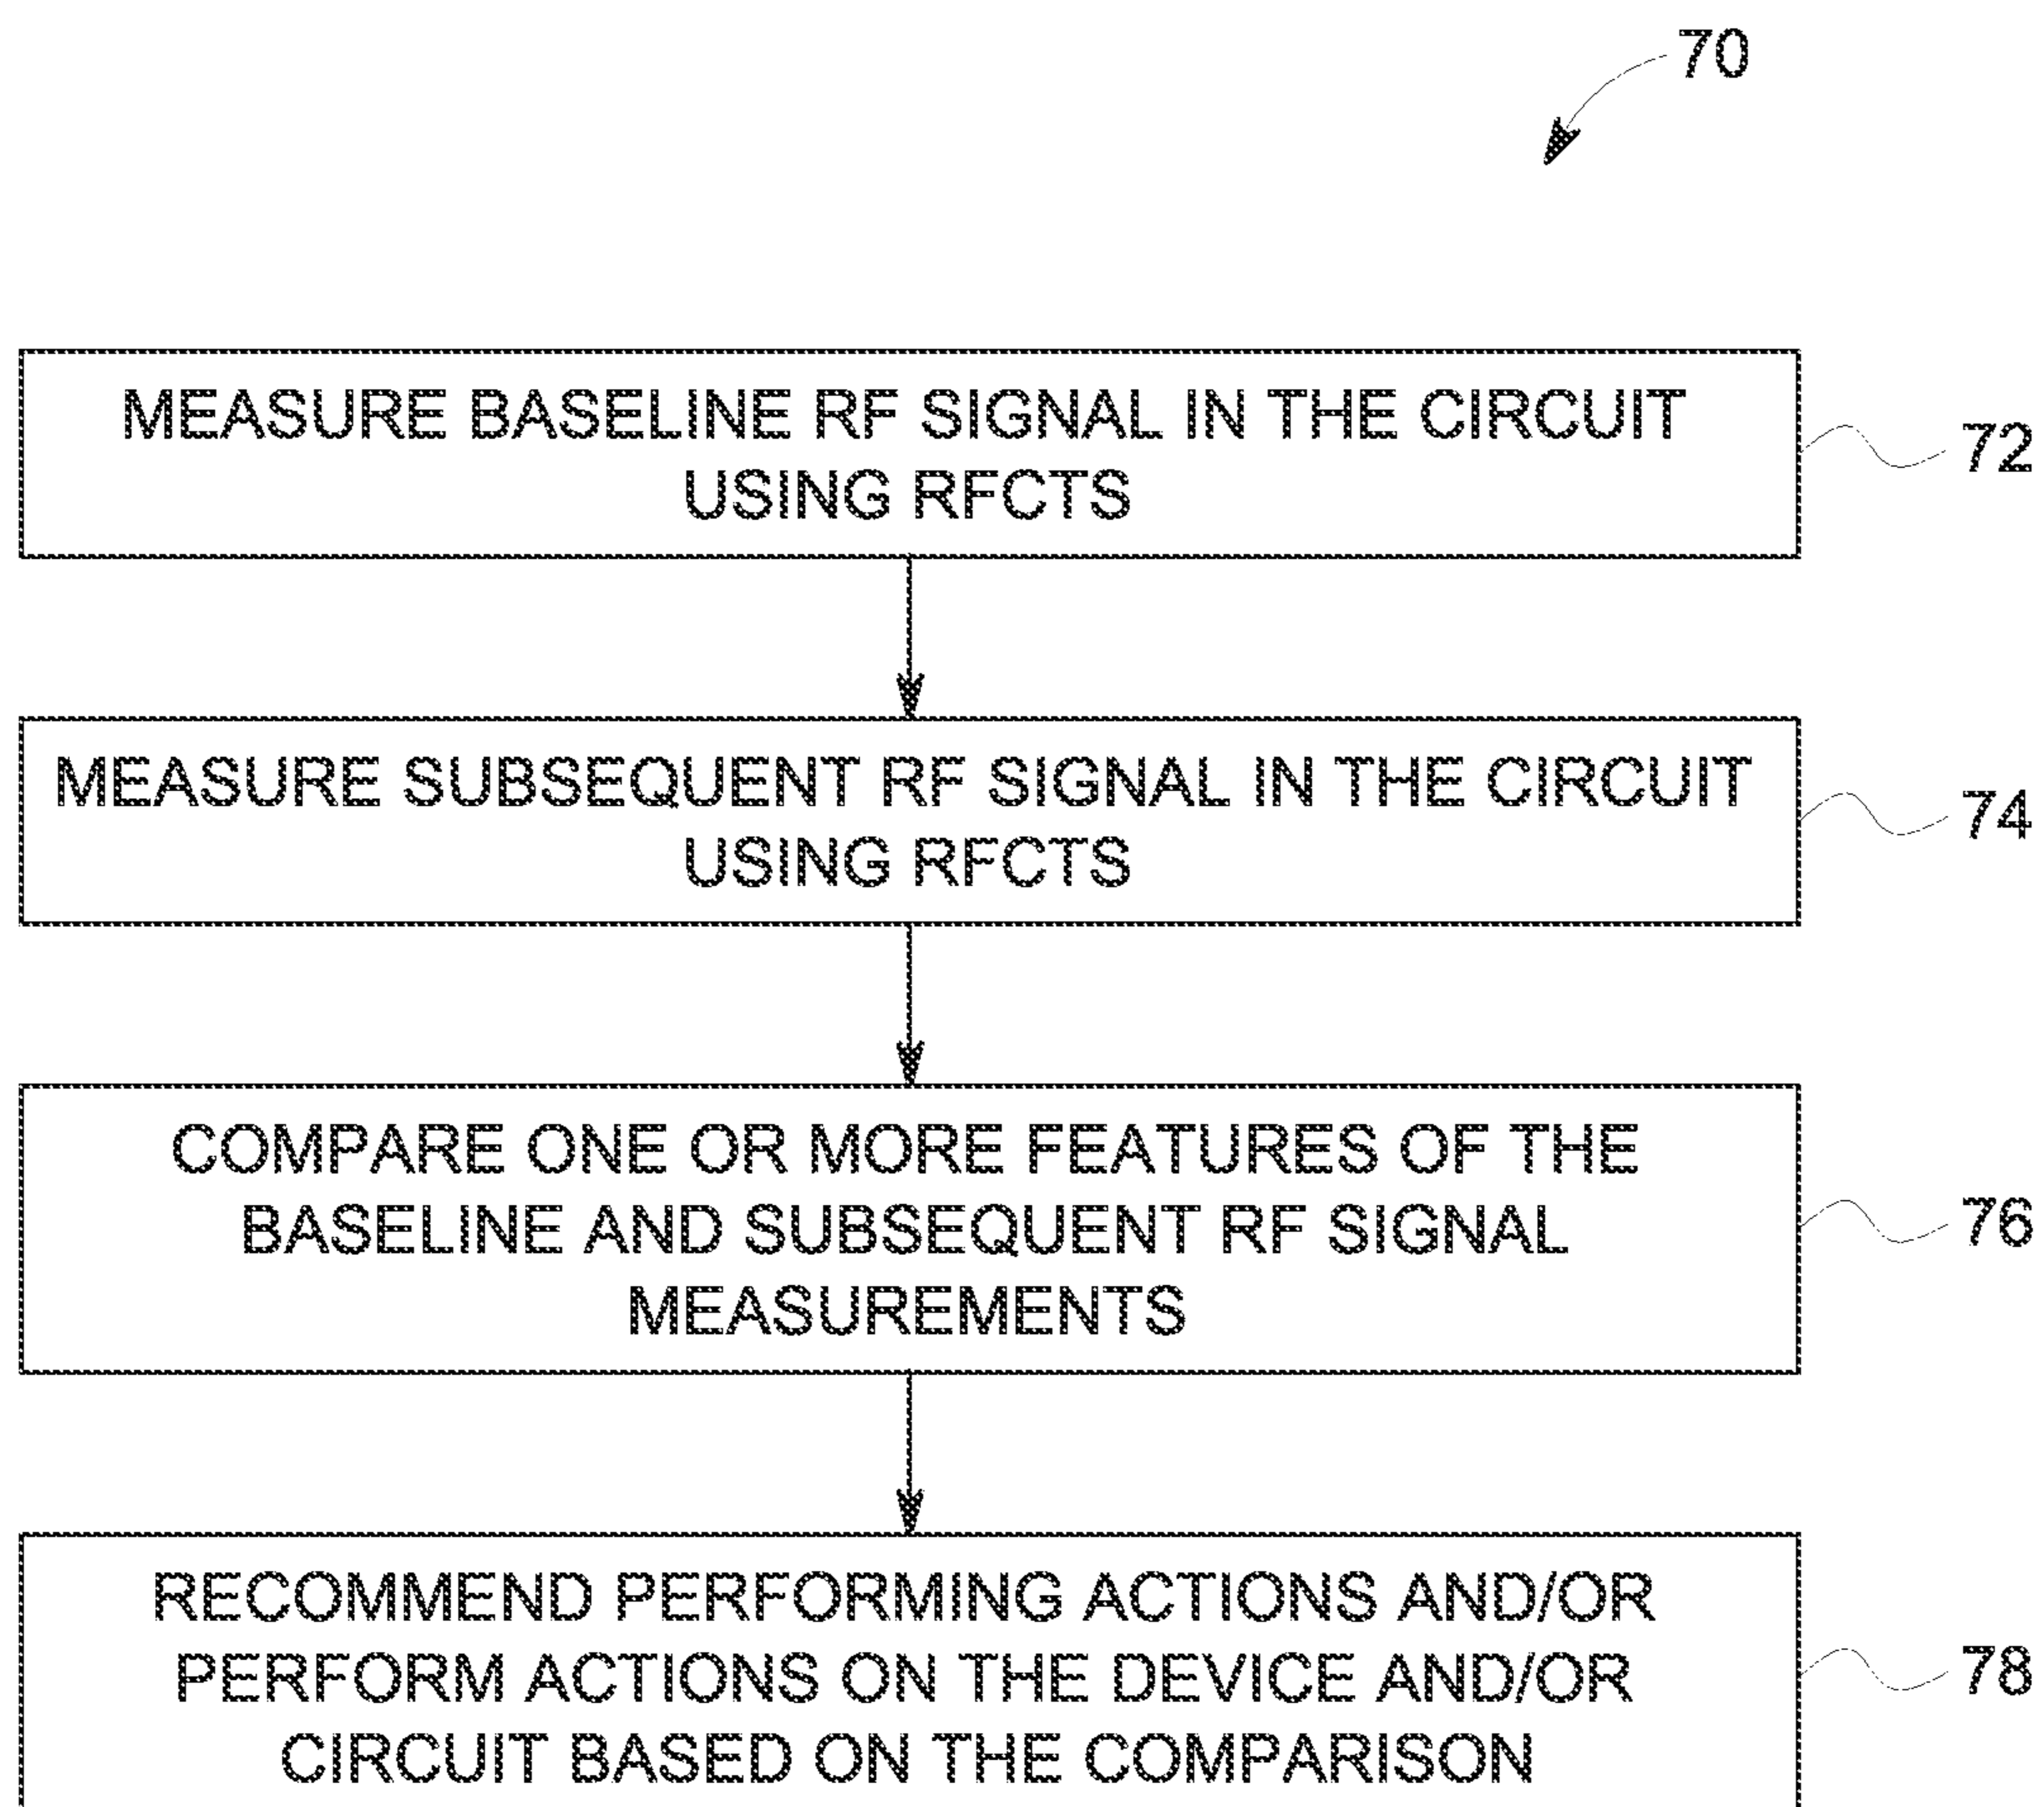 70
MEASURE BASELINE RF SIGNAL IN THE CIRCUIT
USING RFCTS
72
MEASURE SUBSEQUENT RF SIGNAL IN THE CIRCUIT
USING RFCTS
74
COMPARE ONE OR MORE FEATURES OF THE
BASELINE AND SUBSEQUENT RF SIGNAL
MEASUREMENTS
76
RECOMMEND PERFORMING ACTIONS AND/OR
PERFORM ACTIONS ON THE DEVICE AND/OR
CIRCUIT BASED ON THE COMPARISON
78